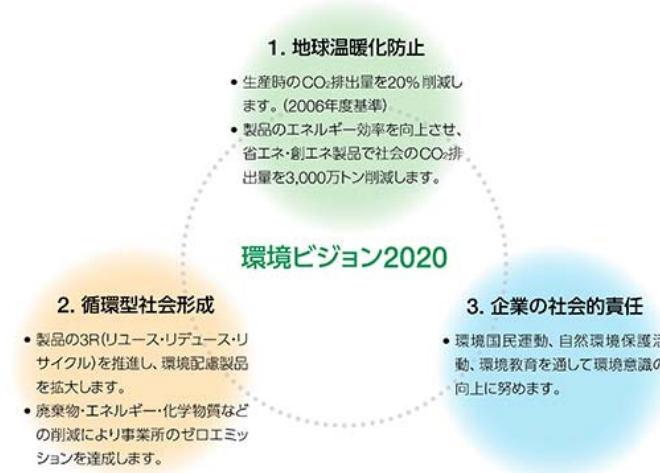 1. 地球温暖化防止
• 生産時のCO₂排出量を20%削減し
ます。(2006年度基準)
• 製品のエネルギー効率を向上させ、
省エネ・創エネ製品で社会のCO₂排
出量を3,000万トン削減します。
環境ビジョン2020
2. 循環型社会形成
• 製品の3R(リユース・リデュース・リ
サイクル)を推進し、環境配慮製品
を拡大します。
• 廃棄物・エネルギー・化学物質など
の削減により事業所のゼロエミッ
ションを達成します。
3. 企業の社会的責任
• 環境国民運動、自然環境保護活
動、環境教育を通して環境意識の
向上に努めます。